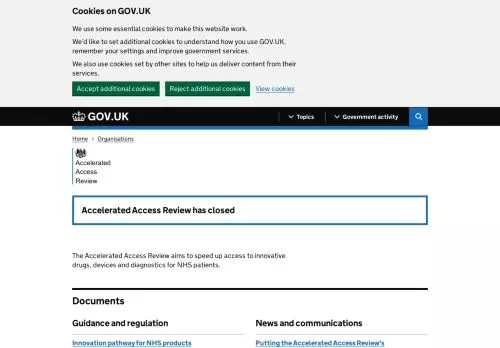 Cookies on GOV.UK
We use some essential cookies to make this website work.
We'd like to set additional cookies to understand how you use GOV.UK,
remember your settings and improve government services.
We also use cookies set by other sites to help us deliver content from their
services.
Accept additional cookies
Reject additional cookies
View cookies
GOV.UK
Topics
Government activity
Home > Organisations
Accelerated
Access
Review
Accelerated Access Review has closed
The Accelerated Access Review aims to speed up access to innovative
drugs, devices and diagnostics for NHS patients.
Documents
Guidance and regulation
Innovation pathway for NHS products
News and communications
Putting the Accelerated Access Review's